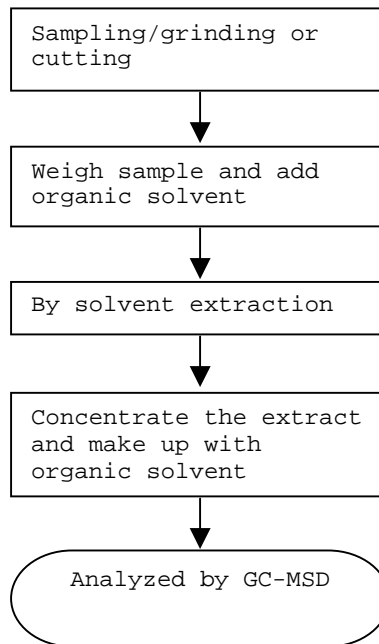 Sampling/grinding or
cutting
Weigh sample and add
organic solvent
By solvent extraction
Concentrate the extract
and make up with
organic solvent
Analyzed by GC-MSD